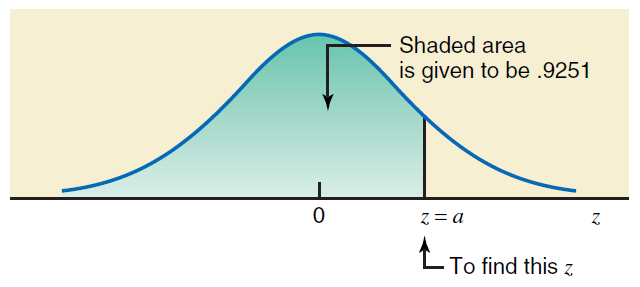 Shaded area
is given to be .9251
0
z = a
z
To find this z